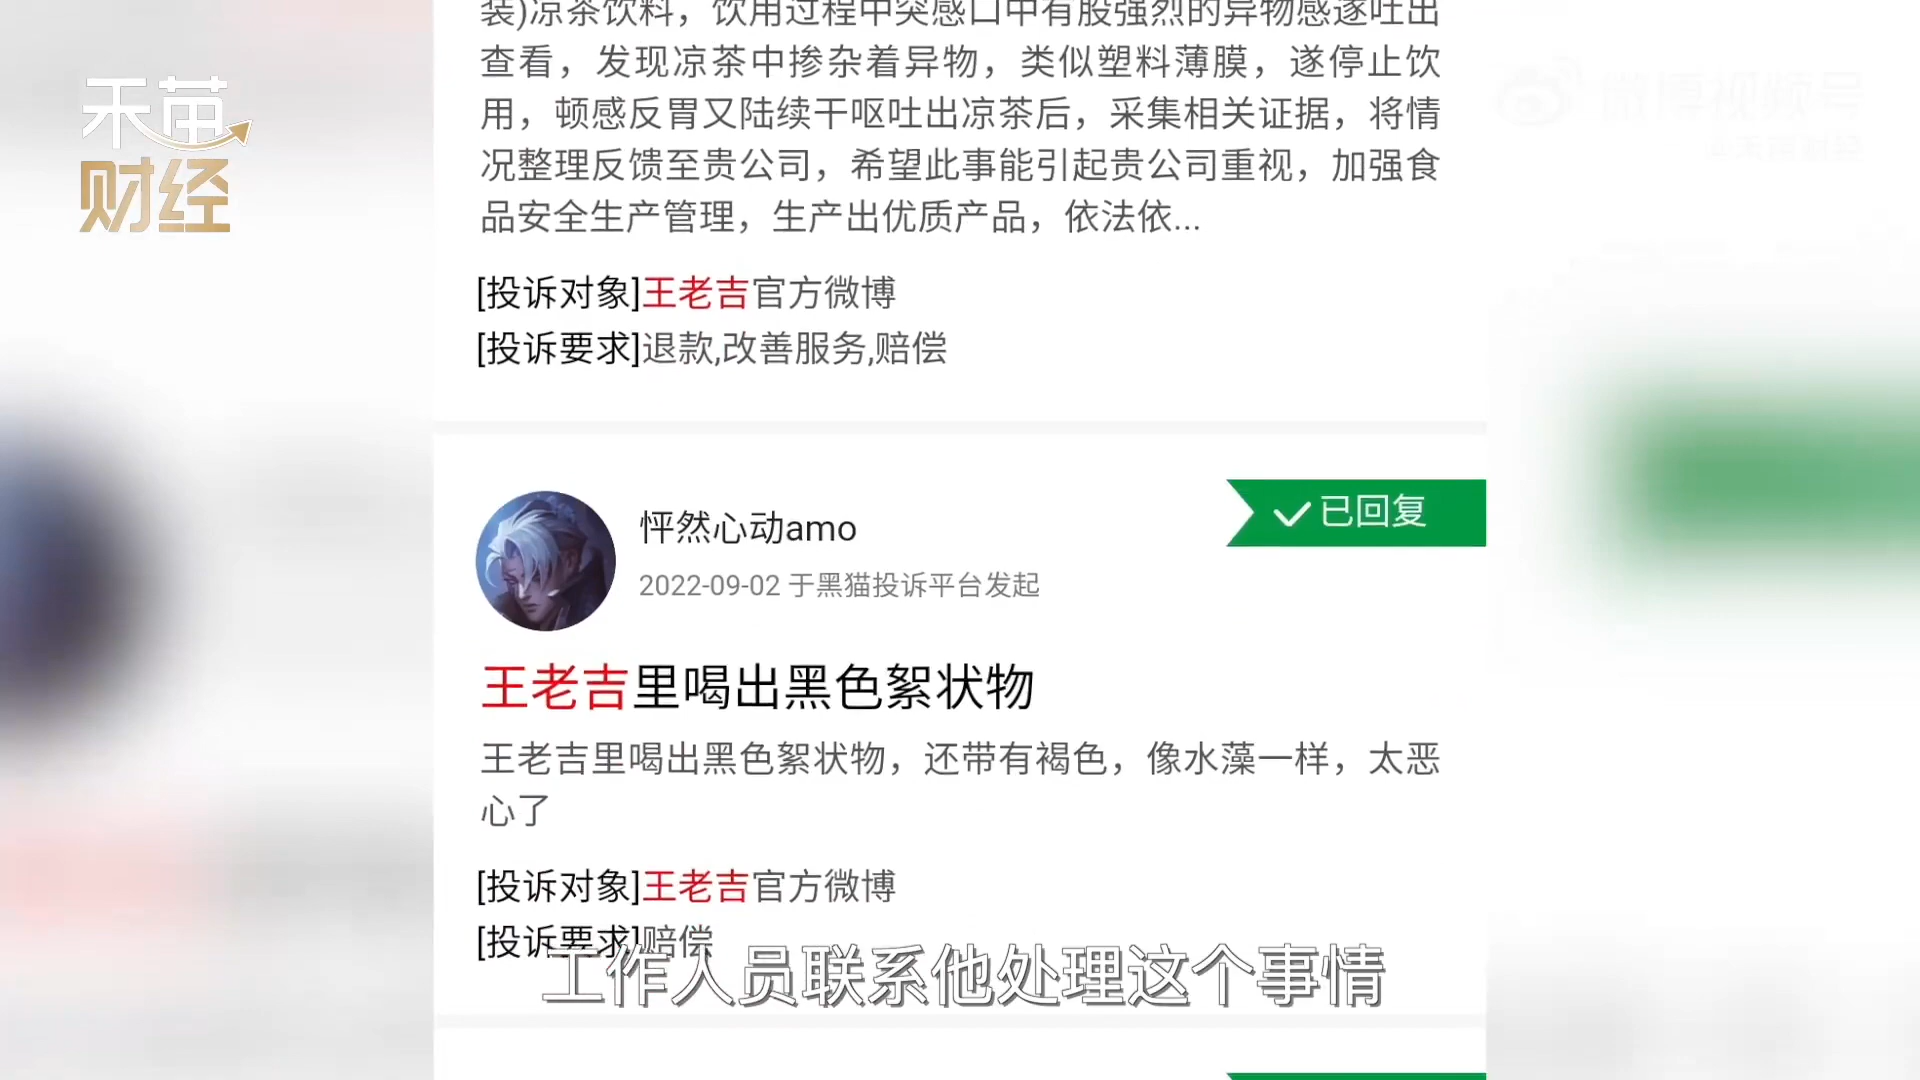 装)凉茶饮料，饮用过程中突感口中有股强烈的异物感遂吐出
查看，发现凉茶中掺杂着异物，类似塑料薄膜，遂停止饮
用，顿感反胃又陆续干呕吐出凉茶后，采集相关证据，将情
况整理反馈至贵公司，希望此事能引起贵公司重视，加强食
品安全生产管理，生产出优质产品，依法依...
禾苗
财经
微博视频号
@禾苗财经
[投诉对象]王老吉官方微博
[投诉要求]退款,改善服务,赔偿
怦然心动amo
已回复
2022-09-02 于黑猫投诉平台发起
王老吉里喝出黑色絮状物
王老吉里喝出黑色絮状物，还带有褐色，像水藻一样，太恶
心了
[投诉对象]王老吉官方微博
[投诉要求]赔偿
工作人员联系他处理这个事情